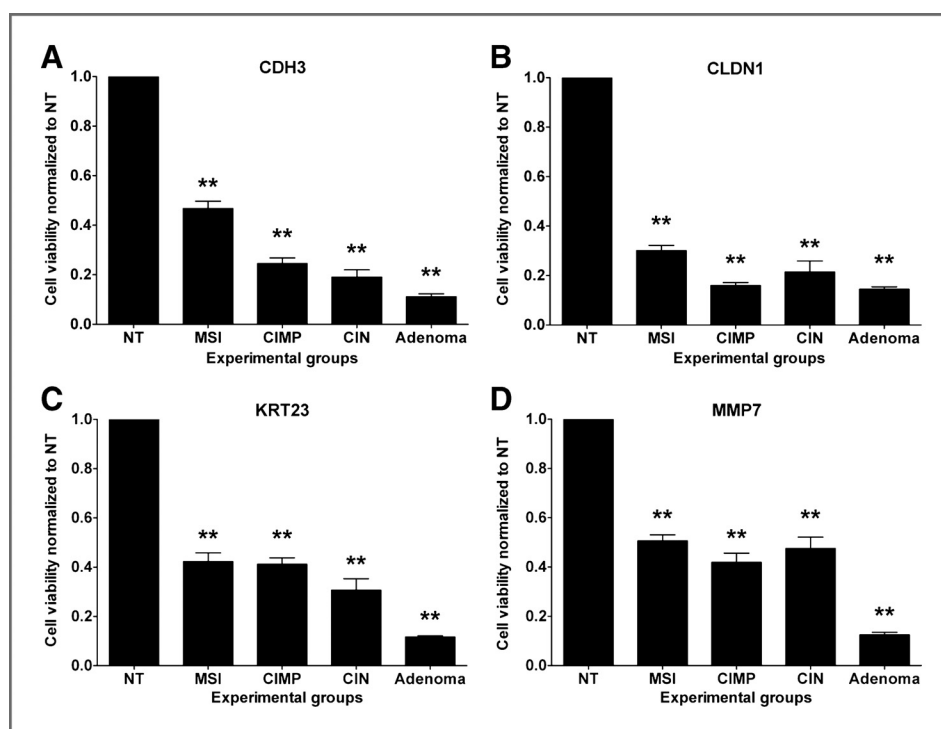 A
CDH3
Cell viability normalized to NT
1.0
0.8
0.6
0.4
0.2
0.0
**
**
**
**
NT MSI CIMP CIN Adenoma
Experimental groups
B
CLDN1
Cell viability normalized to NT
1.0
0.8
0.6
0.4
0.2
0.0
**
**
**
**
NT MSI CIMP CIN Adenoma
Experimental groups
C
KRT23
Cell viability normalized to NT
1.0
0.8
0.6
0.4
0.2
0.0
**
**
**
**
NT MSI CIMP CIN Adenoma
Experimental groups
D
MMP7
Cell viability normalized to NT
1.0
0.8
0.6
0.4
0.2
0.0
**
**
**
**
NT MSI CIMP CIN Adenoma
Experimental groups